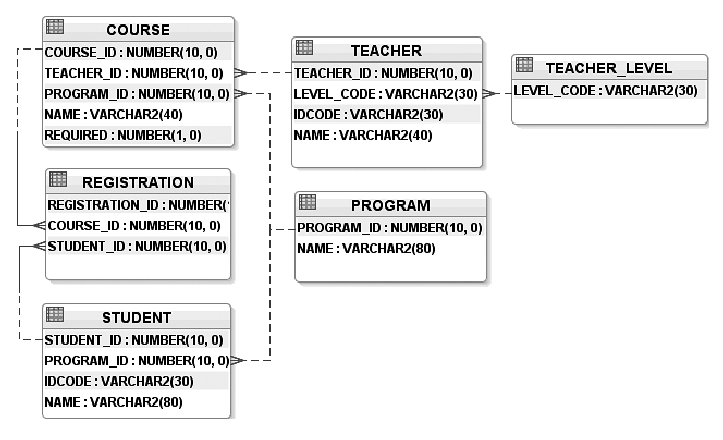 COURSE
COURSE_ID : NUMBER(10, 0)
TEACHER_ID : NUMBER(10, 0)
PROGRAM_ID : NUMBER(10, 0)
NAME : VARCHAR2(40)
REQUIRED : NUMBER(1, 0)
TEACHER
TEACHER_ID : NUMBER(10, 0)
LEVEL_CODE : VARCHAR2(30)
IDCODE : VARCHAR2(30)
NAME : VARCHAR2(40)
TEACHER_LEVEL
LEVEL_CODE : VARCHAR2(30)
REGISTRATION
REGISTRATION_ID : NUMBER(
COURSE_ID : NUMBER(10, 0)
STUDENT_ID : NUMBER(10, 0)
PROGRAM
PROGRAM_ID : NUMBER(10, 0)
NAME : VARCHAR2(80)
STUDENT
STUDENT_ID : NUMBER(10, 0)
PROGRAM_ID : NUMBER(10, 0)
IDCODE : VARCHAR2(30)
NAME : VARCHAR2(80)